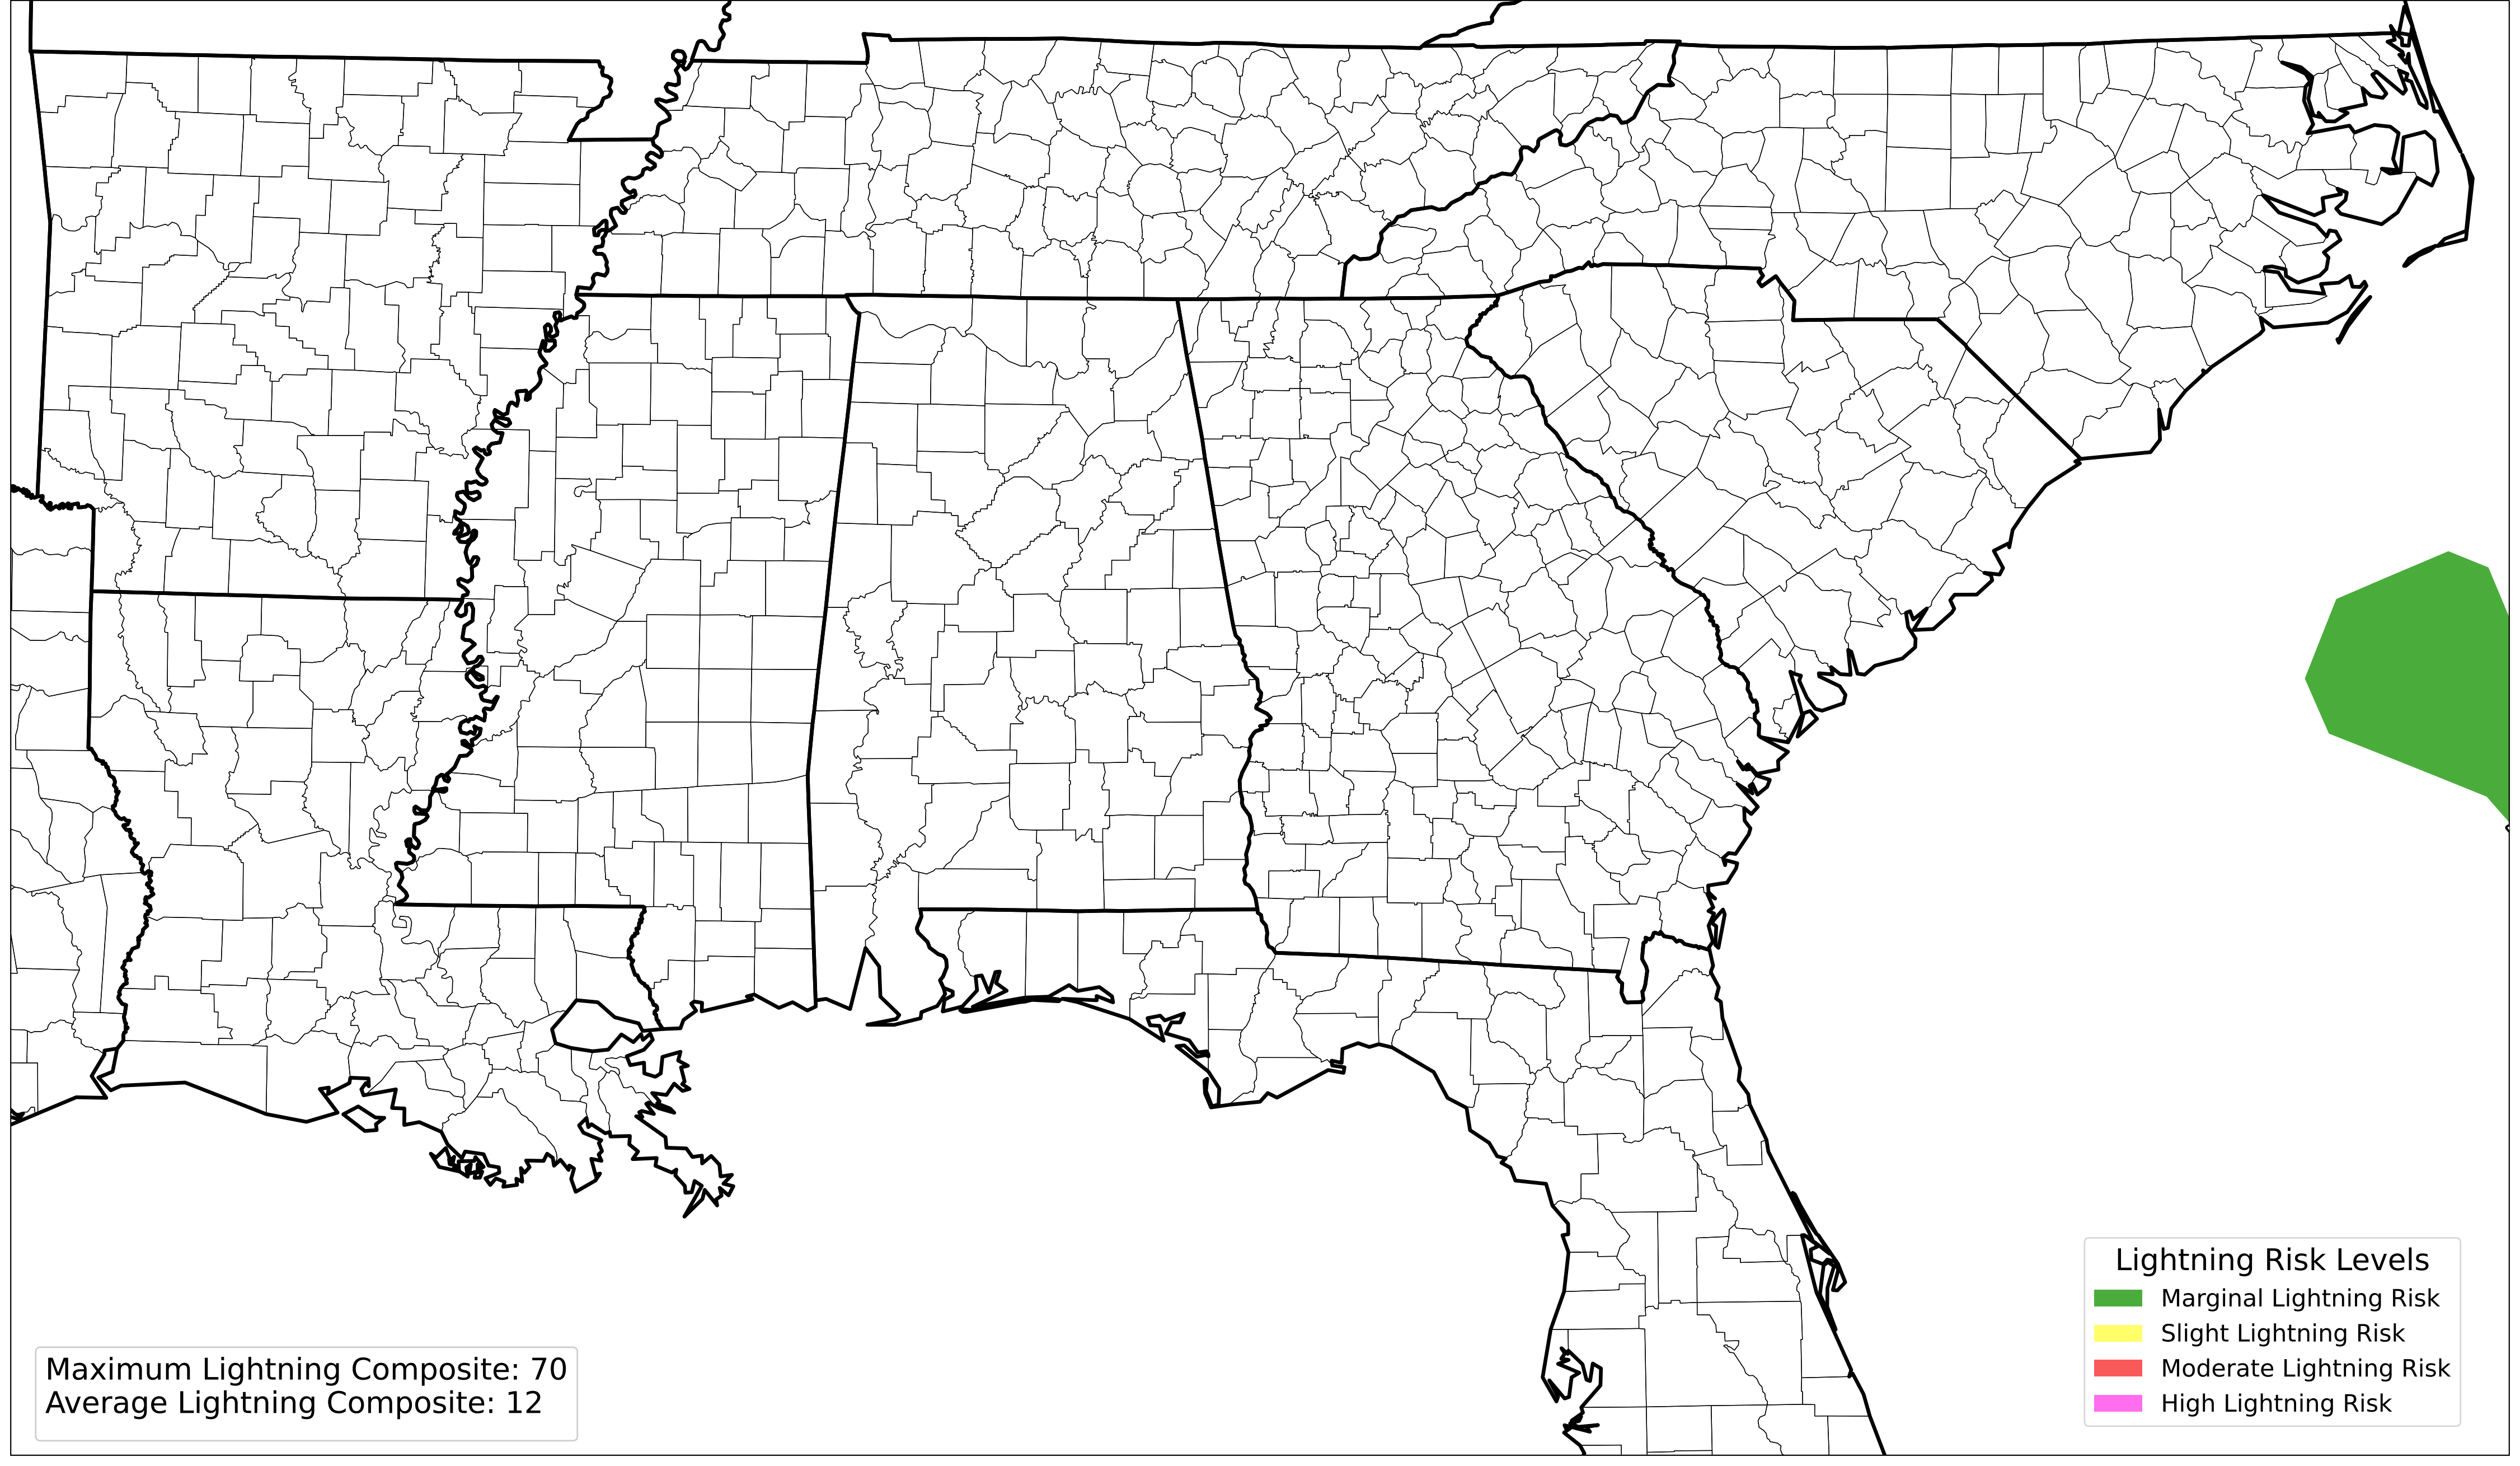 Maximum Lightning Composite: 70
Average Lightning Composite: 12
Lightning Risk Levels
Marginal Lightning Risk
Slight Lightning Risk
Moderate Lightning Risk
High Lightning Risk